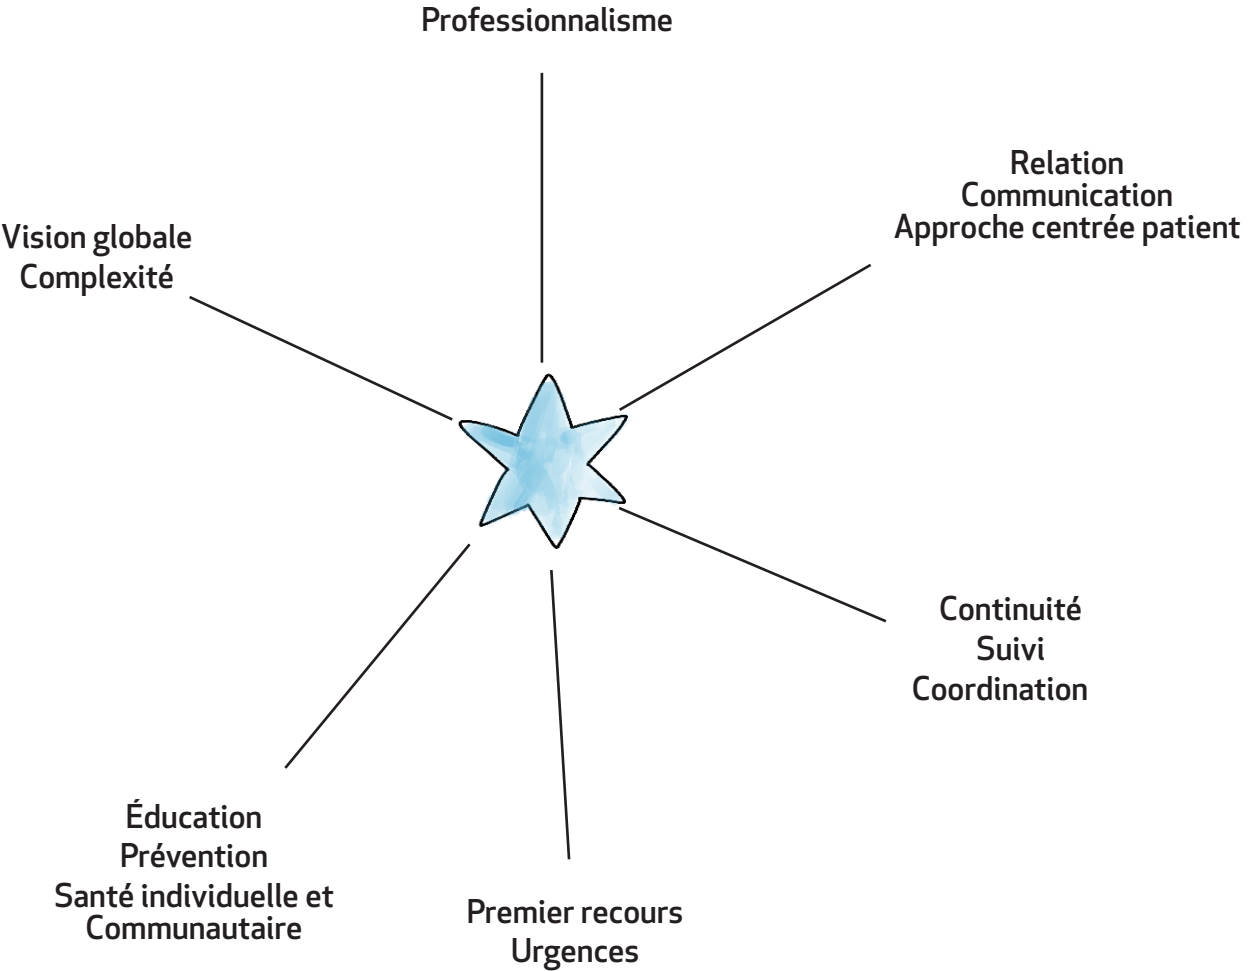 Professionnalisme
Relation
Communication
Approche centrée patient
Vision globale
Complexité
Continuité
Suivi
Coordination
Éducation
Prévention
Santé individuelle et
Communautaire
Premier recours
Urgences